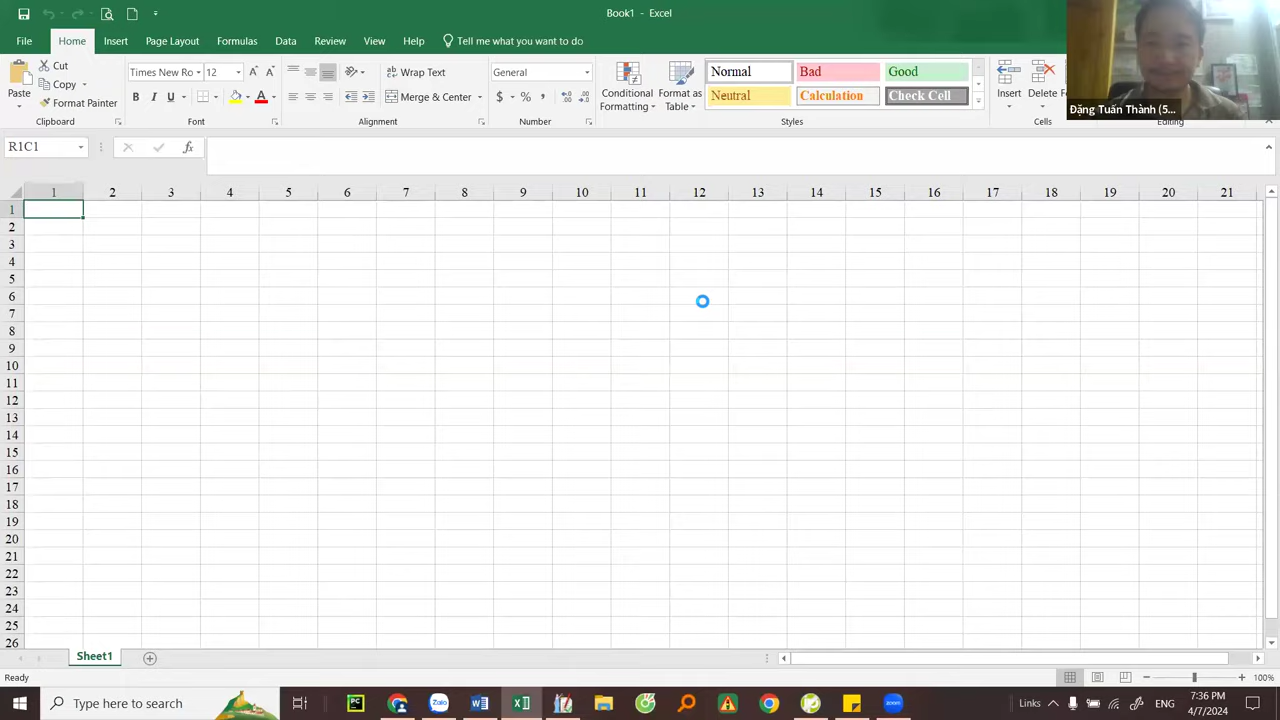 Book1 - Excel
File Home Insert Page Layout Formulas Data Review View Help Tell me what you want to do
Paste Cut Copy Format Painter Clipboard
Times New Ro 12 B I U A Font
Wrap Text Merge & Center Alignment
General $ % , Number
Conditional Formatting Format as Table
Normal Bad Good
Neutral Calculation Check Cell
Styles
Insert Delete Cells
Editing
Đặng Tuấn Thành (5...
R1C1 fx
1 2 3 4 5 6 7 8 9 10 11 12 13 14 15 16 17 18 19 20 21
1
2
3
4
5
6
7
8
9
10
11
12
13
14
15
16
17
18
19
20
21
22
23
24
25
26
Sheet1
Ready 100%
Type here to search PC Zalo zoom Links ENG 7:36 PM
4/7/2024